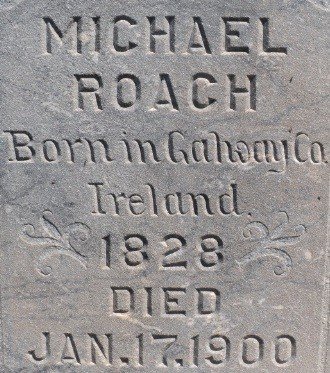 MICHAEL
ROACH
Born in Galway Co
Ireland.
1828
DIED
JAN.17,1900